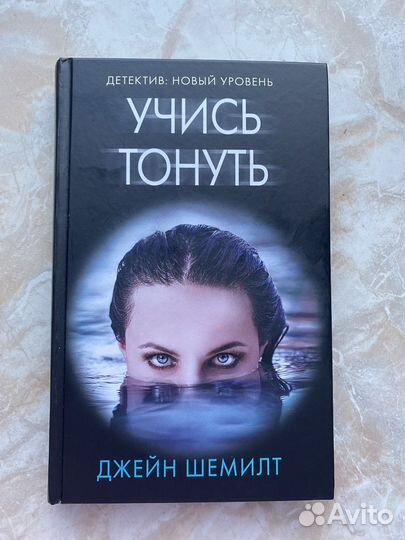 ДЕТЕКТИВ: НОВЫЙ УРОВЕНЬ
УЧИСЬ
ТОНУТЬ
ДЖЕЙН ШЕМИЛТ
Avito